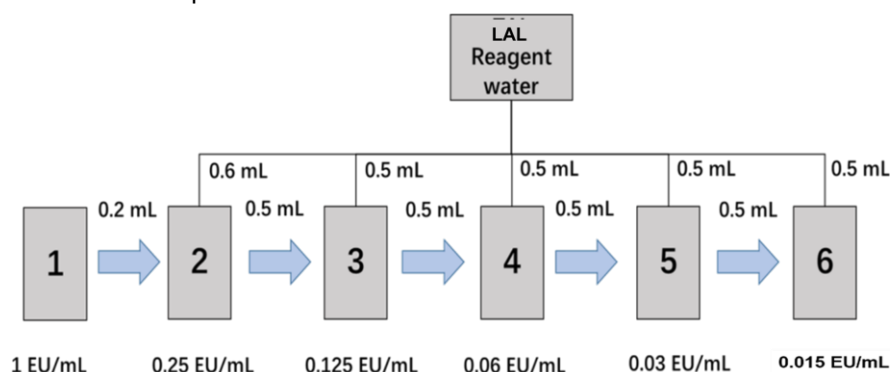 LAL
Reagent
water
0.6 mL 0.5 mL 0.5 mL 0.5 mL 0.5 mL
0.2 mL 0.5 mL 0.5 mL 0.5 mL 0.5 mL
1 2 3 4 5 6
1 EU/mL 0.25 EU/mL 0.125 EU/mL 0.06 EU/mL 0.03 EU/mL 0.015 EU/mL